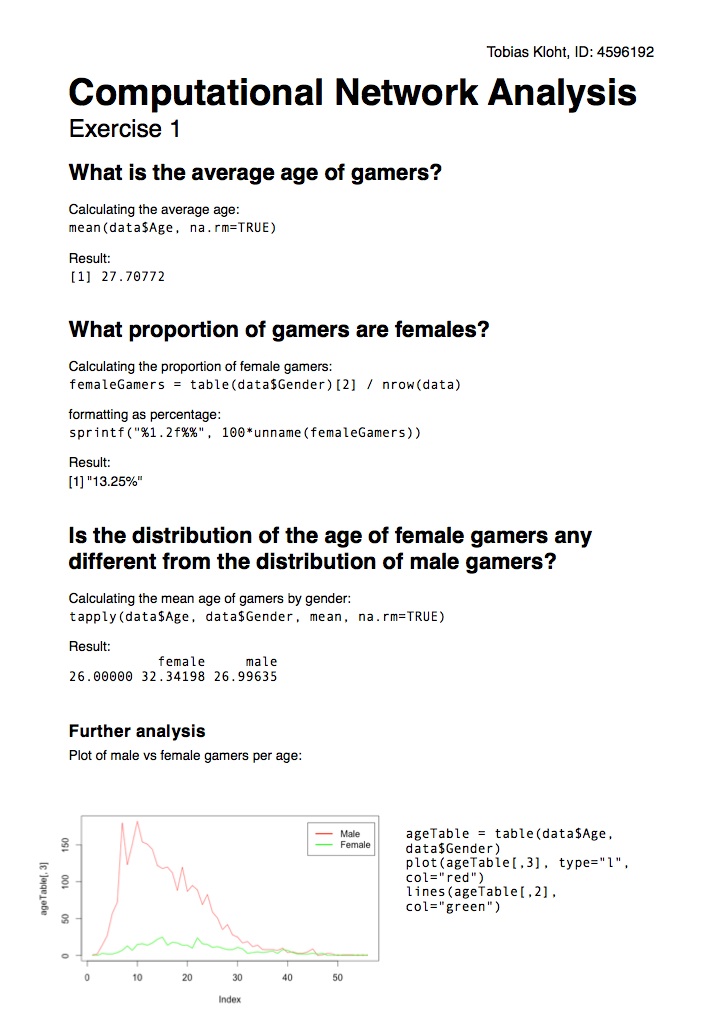 Tobias Kloht, ID: 4596192
Computational Network Analysis
Exercise 1
What is the average age of gamers?
Calculating the average age:
mean(data$Age, na.rm=TRUE)
Result:
[1] 27.70772
What proportion of gamers are females?
Calculating the proportion of female gamers:
femaleGamers = table(data$Gender)[2] / nrow(data)
formatting as percentage:
sprintf("%1.2f%%", 100*unname(femaleGamers))
Result:
[1] "13.25%"
Is the distribution of the age of female gamers any
different from the distribution of male gamers?
Calculating the mean age of gamers by gender:
tapply(data$Age, data$Gender, mean, na.rm=TRUE)
Result:
female male
26.00000 32.34198 26.99635
Further analysis
Plot of male vs female gamers per age:
ageTable[, 3]
150
100
50
0
Male
Female
0 10 20 30 40 50
Index
ageTable = table(data$Age,
data$Gender)
plot(ageTable[,3], type="l",
col="red")
lines(ageTable[,2],
col="green")